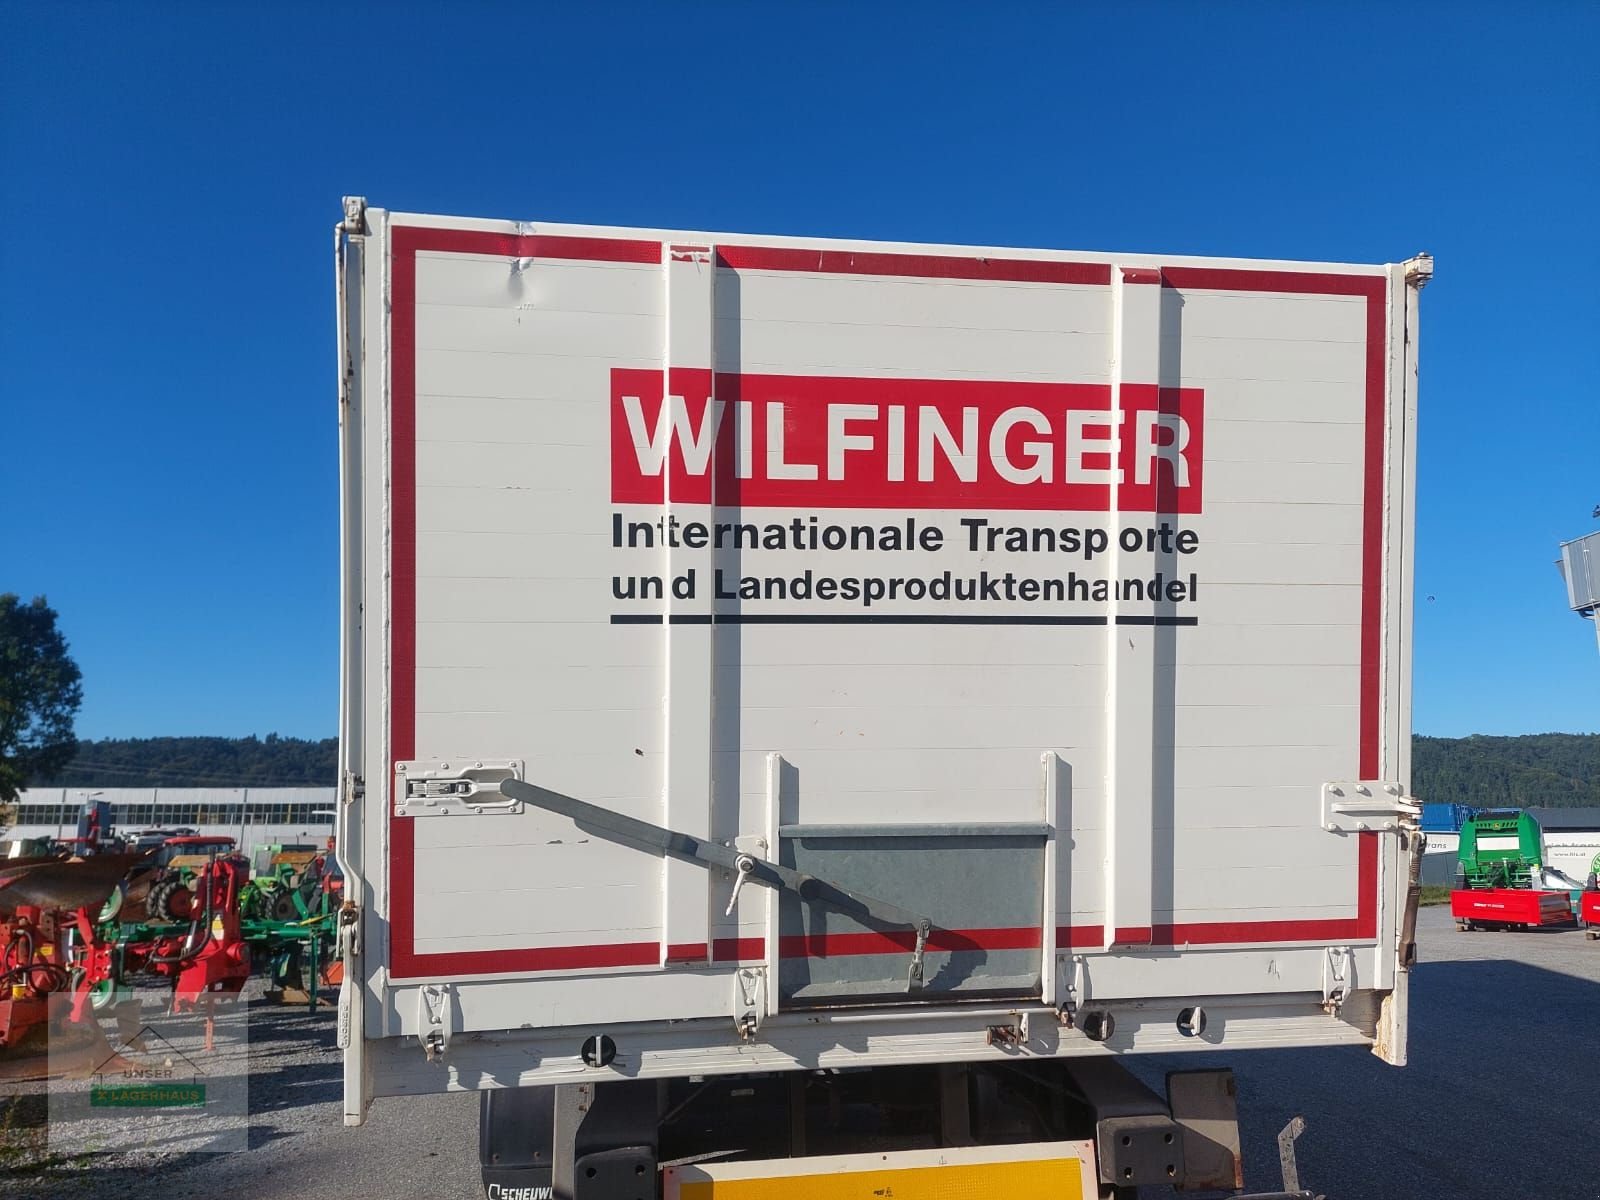 WILFINGER
Internationale Transporte
und Landesproduktenhandel
UNSER
LAGERHAUS